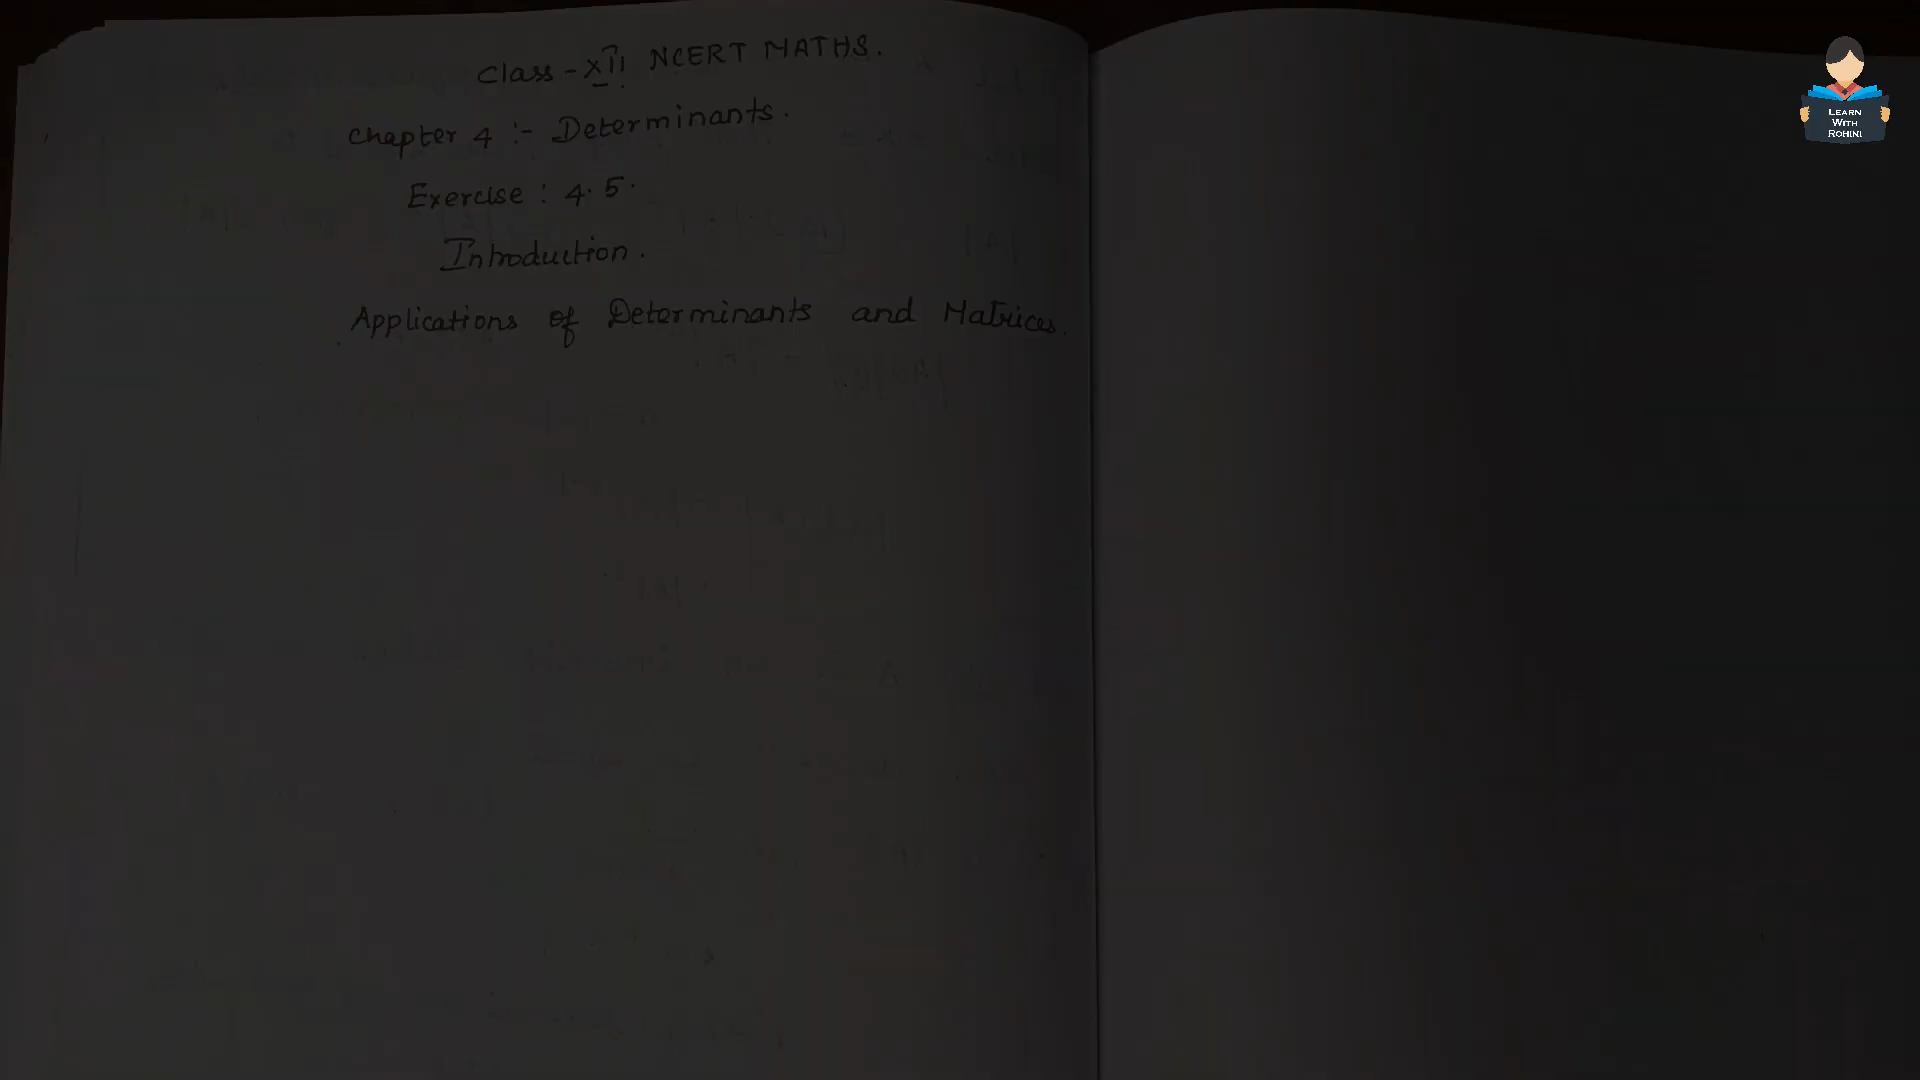 Class - XII NCERT MATHS.
Chapter 4 :- Determinants.
Exercise : 4.5.
Introduction.
Applications of Determinants and Matrices.
LEARN
WITH
ROHINI